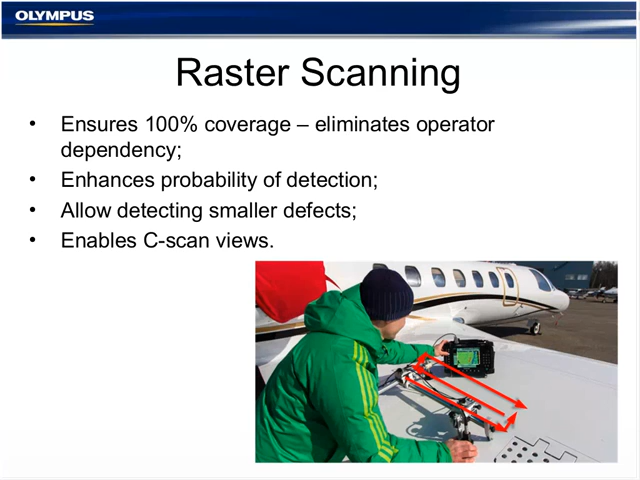 OLYMPUS
Raster Scanning
• Ensures 100% coverage – eliminates operator
dependency;
• Enhances probability of detection;
• Allow detecting smaller defects;
• Enables C-scan views.